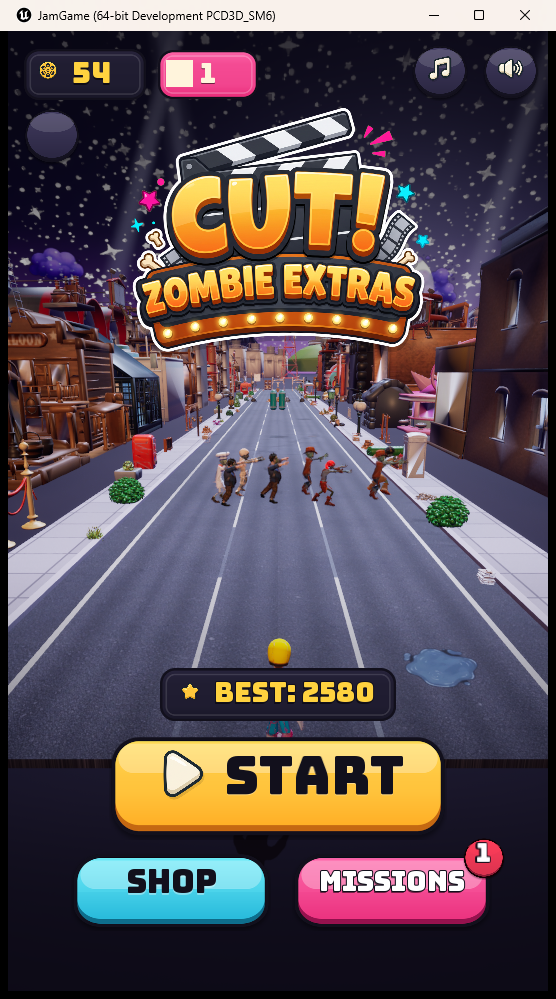 JamGame (64-bit Development PCD3D_SM6)
54
1
CUT!
ZOMBIE EXTRAS
BEST: 2580
START
SHOP
MISSIONS
1